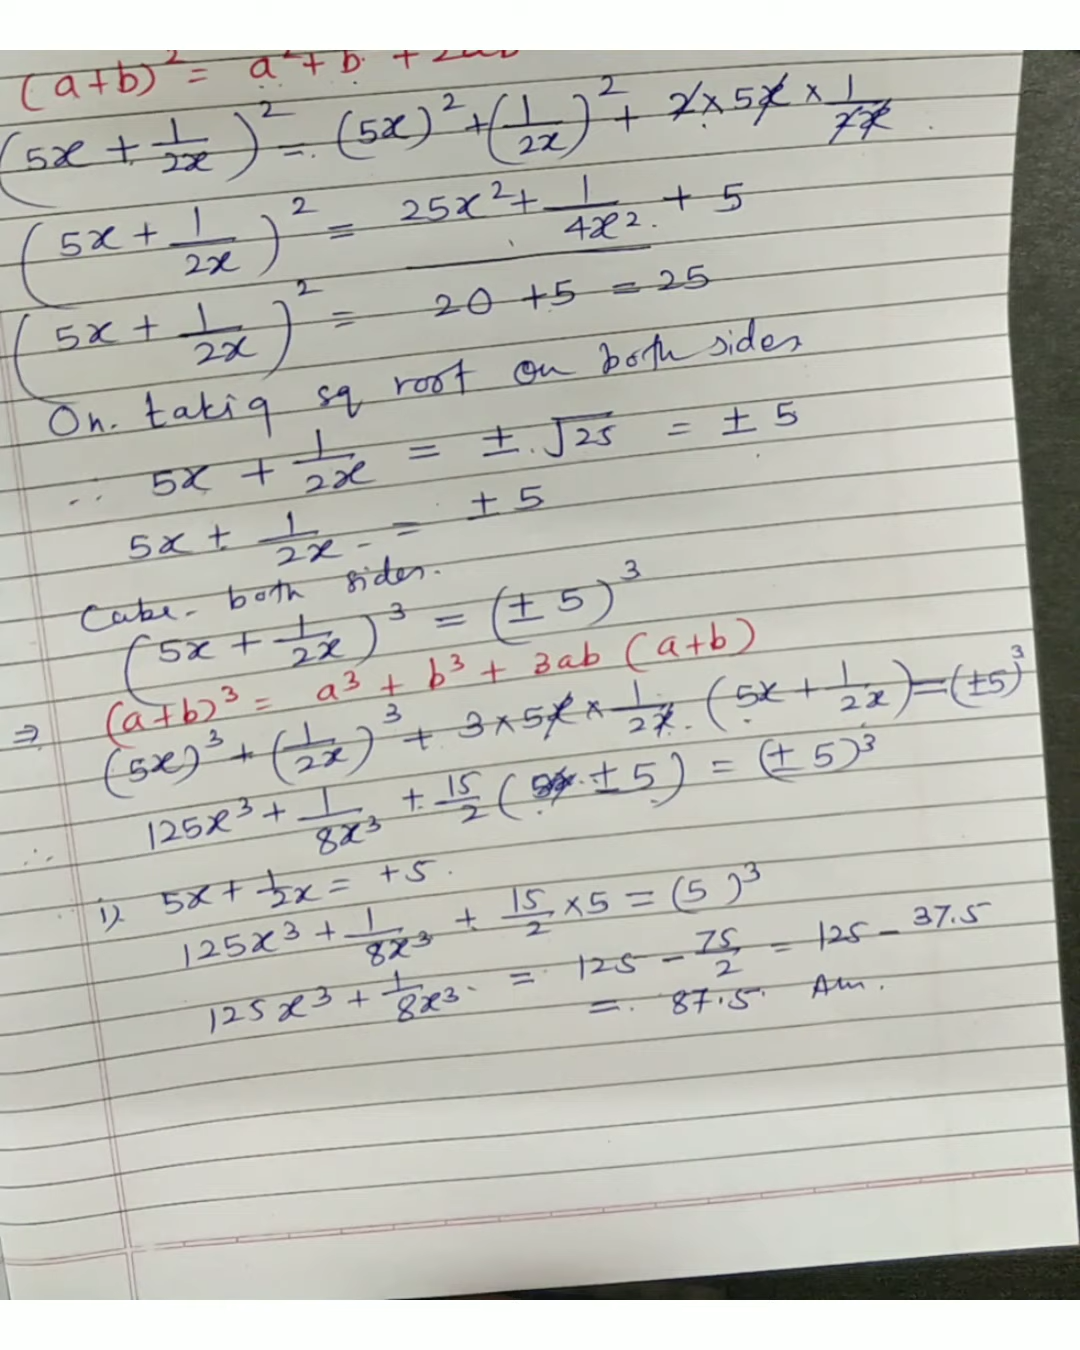 (a+b)² = a²+b² + 2ab
(5x + 1/2x)² = (5x)² + (1/2x)² + 2×5x × 1/2x
(5x + 1/2x)² = 25x² + 1/4x² + 5
(5x + 1/2x)² = 20 + 5 = 25
On. takig sq root on both sides
∴ 5x + 1/2x = ± √25 = ± 5
5x + 1/2x = ± 5
Cube both sides.
(5x + 1/2x)³ = (± 5)³
(a+b)³ = a³ + b³ + 3ab (a+b)
⇒ (5x)³ + (1/2x)³ + 3×5x × 1/2x. (5x + 1/2x) = (±5)³
∴ 125x³ + 1/8x³ + 15/2 (± 5) = (± 5)³
i) 5x + 1/2x = +5.
125x³ + 1/8x³ + 15/2 ×5 = (5)³
125x³ + 1/8x³ = 125 − 75/2 = 125 − 37.5
= 87.5 Ans.